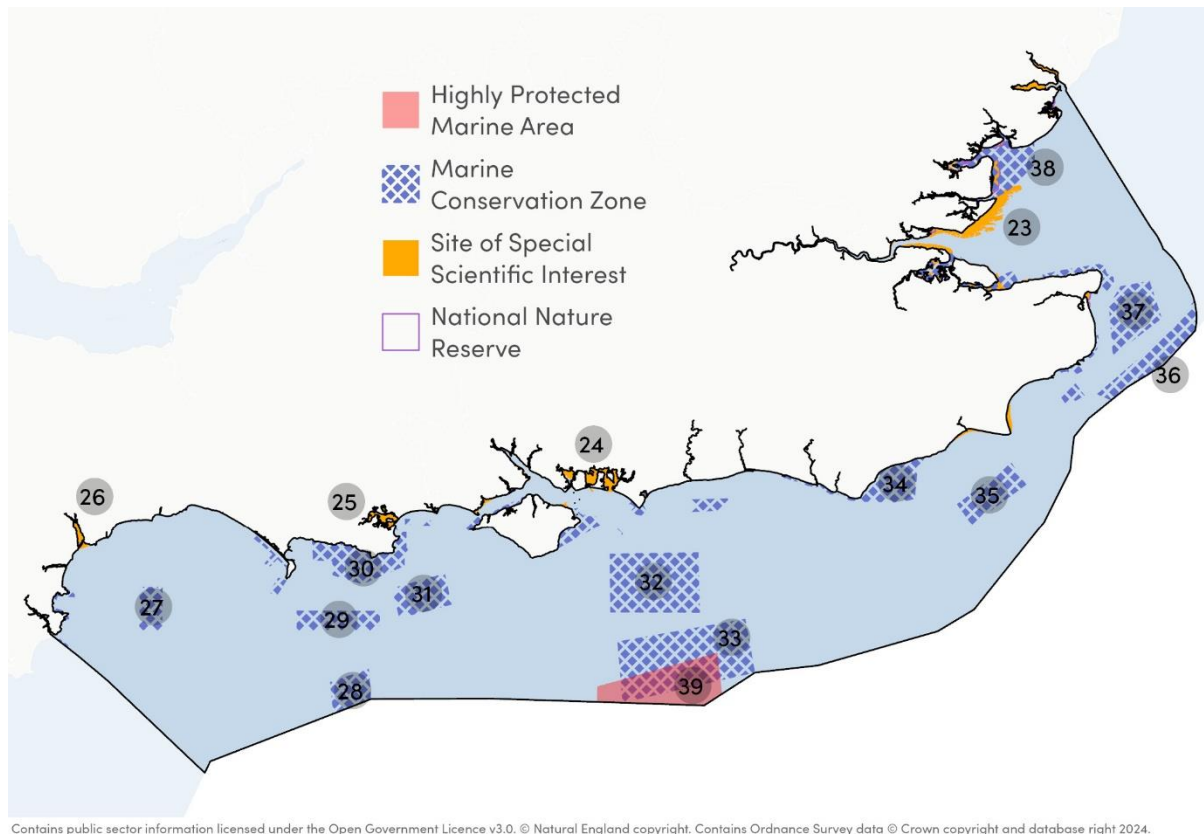 Highly Protected
Marine Area
Marine
Conservation Zone
Site of Special
Scientific Interest
National Nature
Reserve
38
23
37
36
24
26
25
34
35
30
32
31
27
29
33
28
39
Contains public sector information licensed under the Open Government Licence v3.0. © Natural England copyright. Contains Ordnance Survey data © Crown copyright and database right 2024.